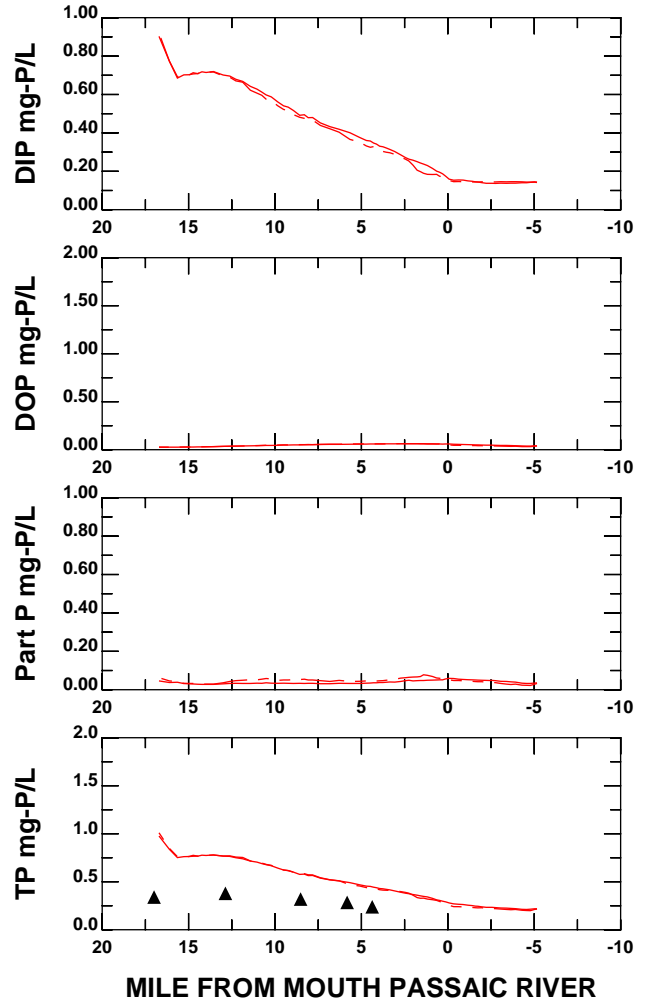 DIP mg-P/L
1.00
0.80
0.60
0.40
0.20
0.00
20 15 10 5 0 -5 -10
DOP mg-P/L
2.00
1.50
1.00
0.50
0.00
20 15 10 5 0 -5 -10
Part P mg-P/L
1.00
0.80
0.60
0.40
0.20
0.00
20 15 10 5 0 -5 -10
TP mg-P/L
2.0
1.5
1.0
0.5
0.0
20 15 10 5 0 -5 -10
MILE FROM MOUTH PASSAIC RIVER